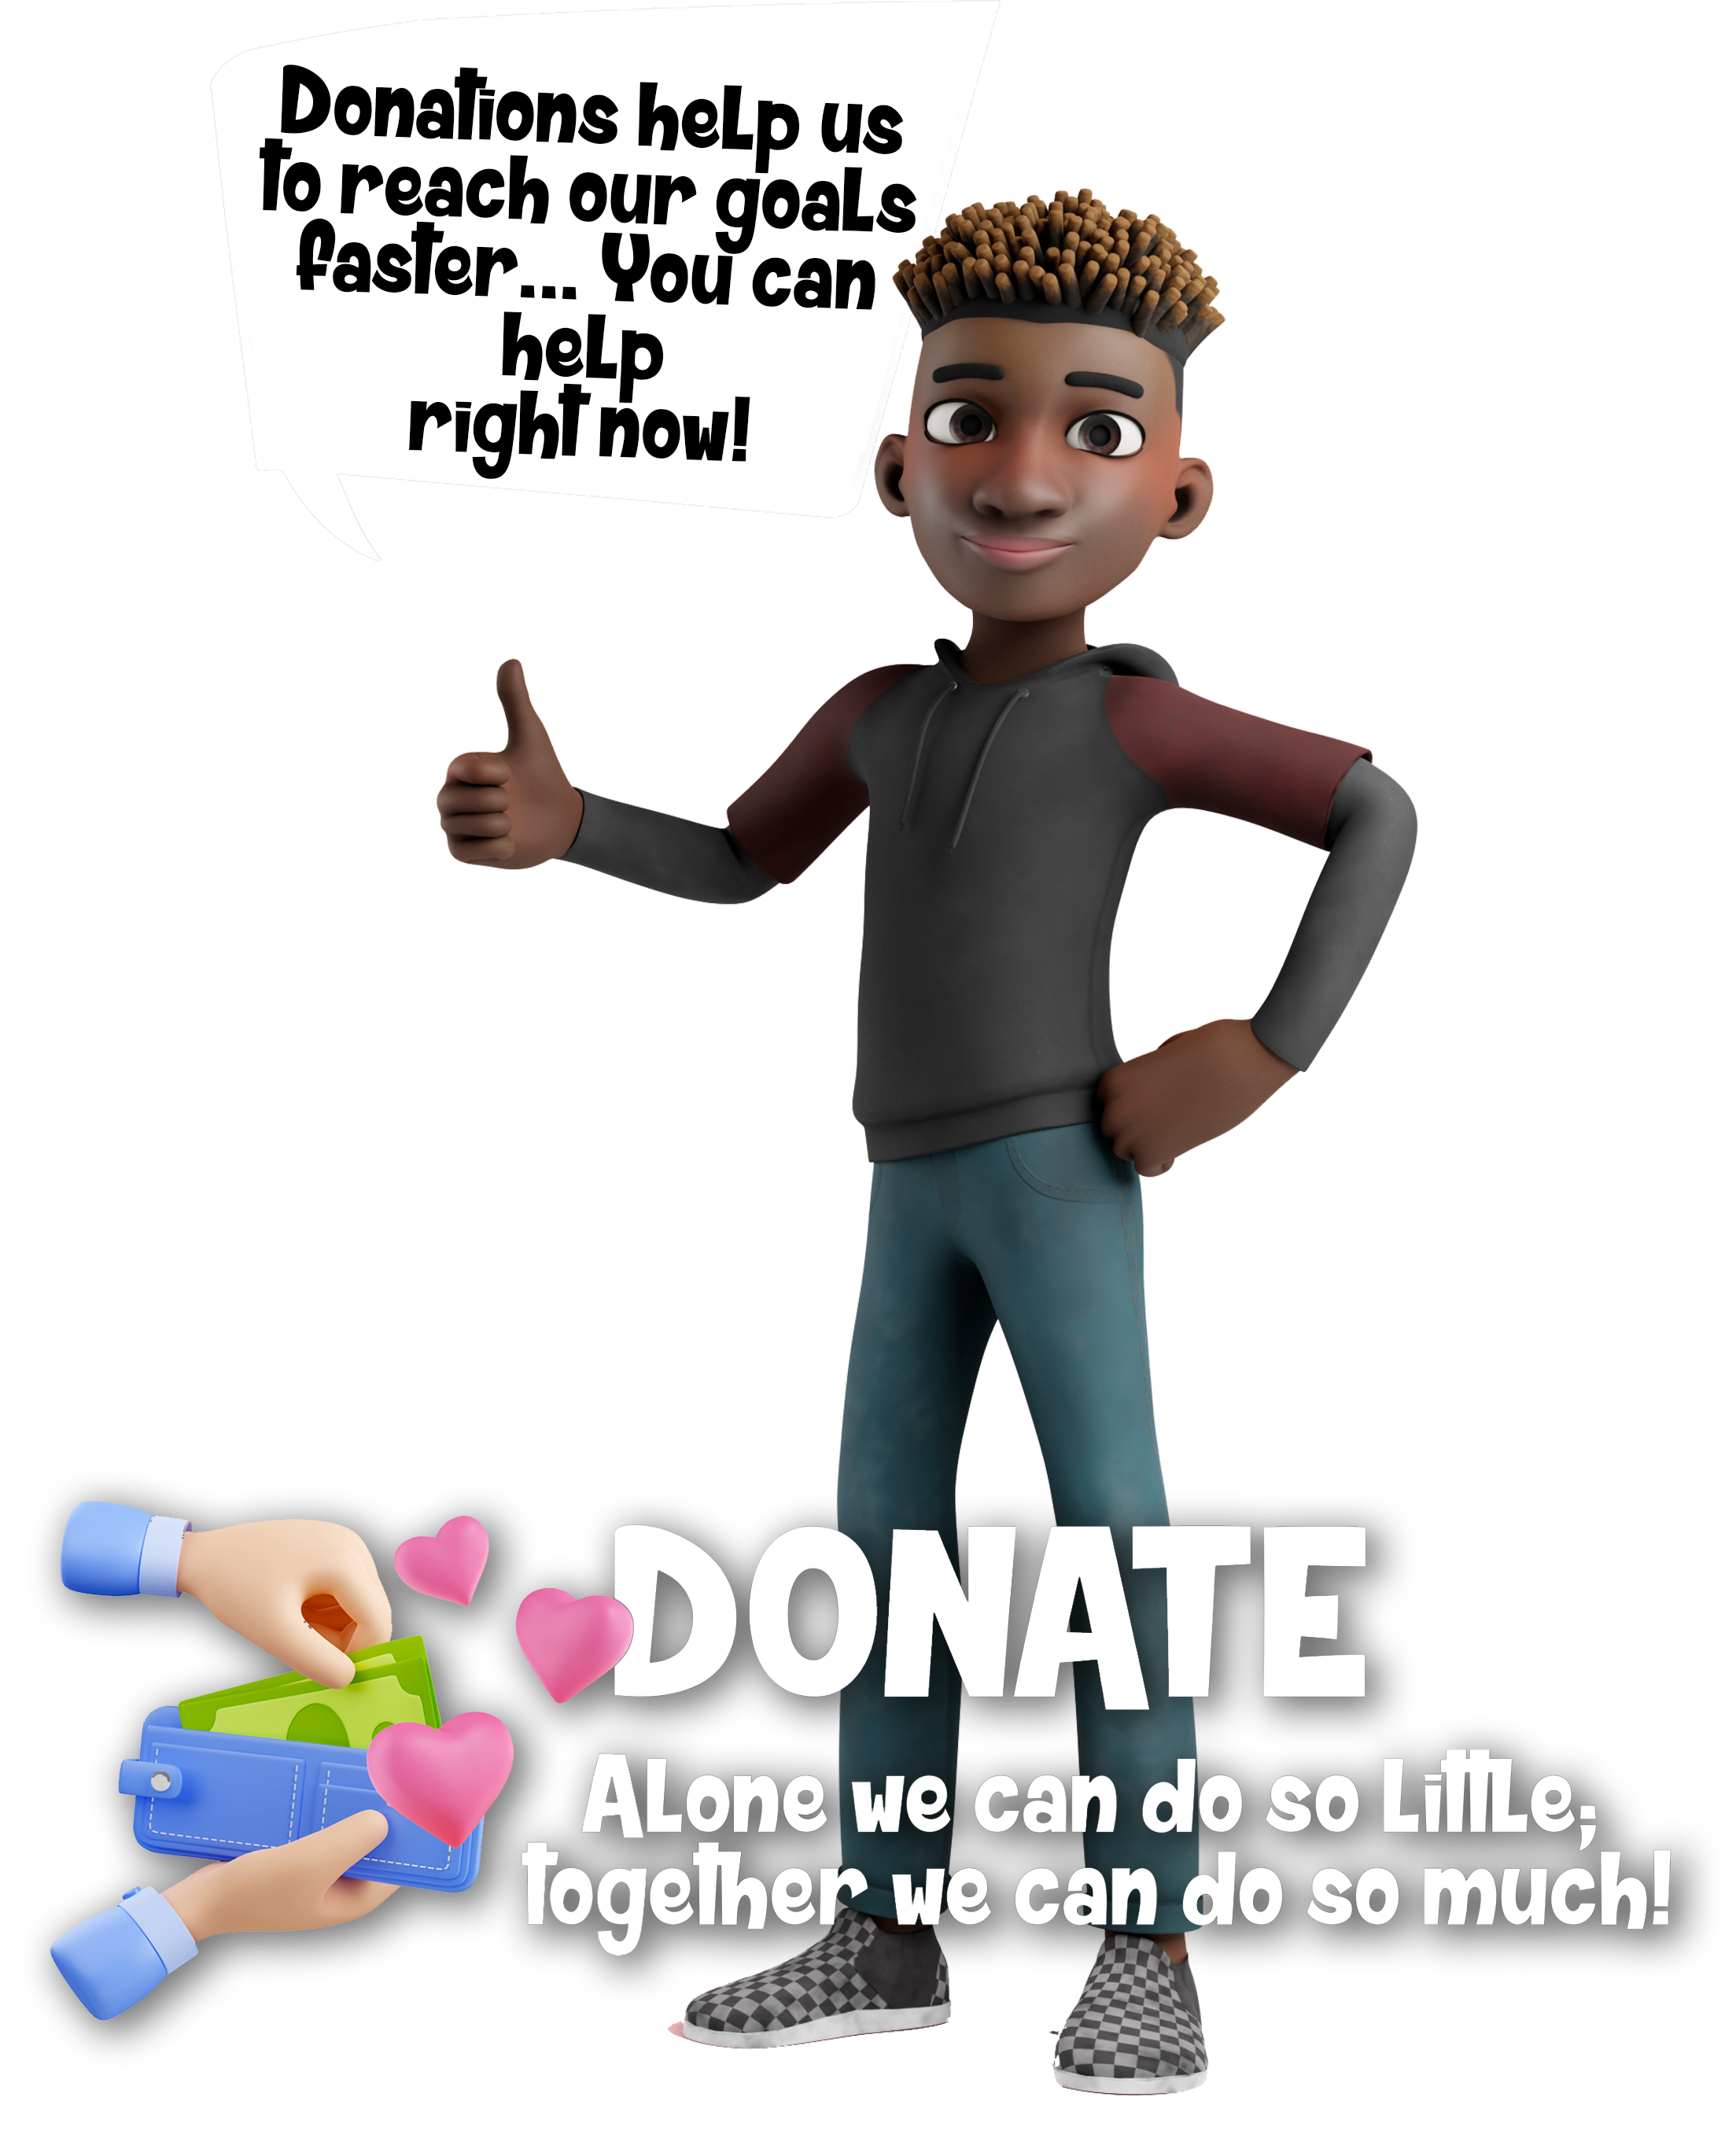 Donations help us
to reach our goals
faster... You can
help
right now!
DONATE
Alone we can do so little;
together we can do so much!